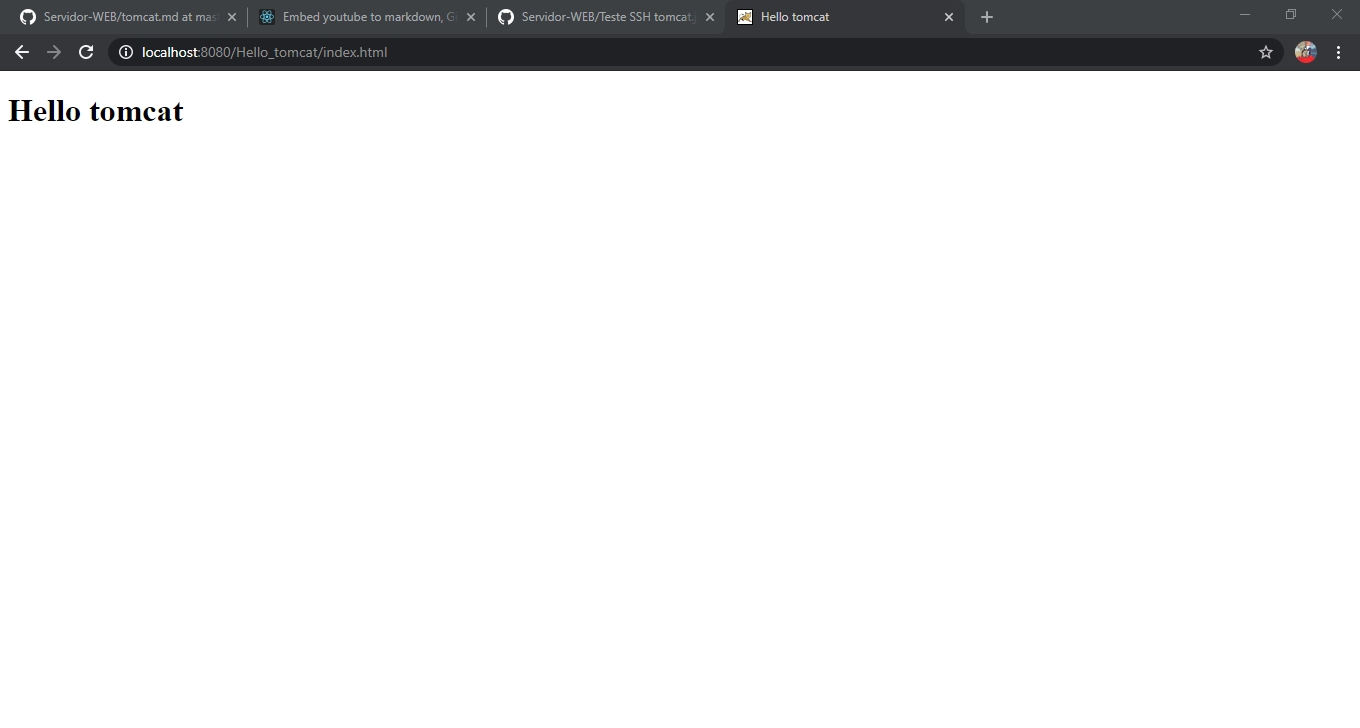 Servidor-WEB/tomcat.md at mas
Embed youtube to markdown, G
Servidor-WEB/Teste SSH tomcat.
Hello tomcat
localhost:8080/Hello_tomcat/index.html
Hello tomcat